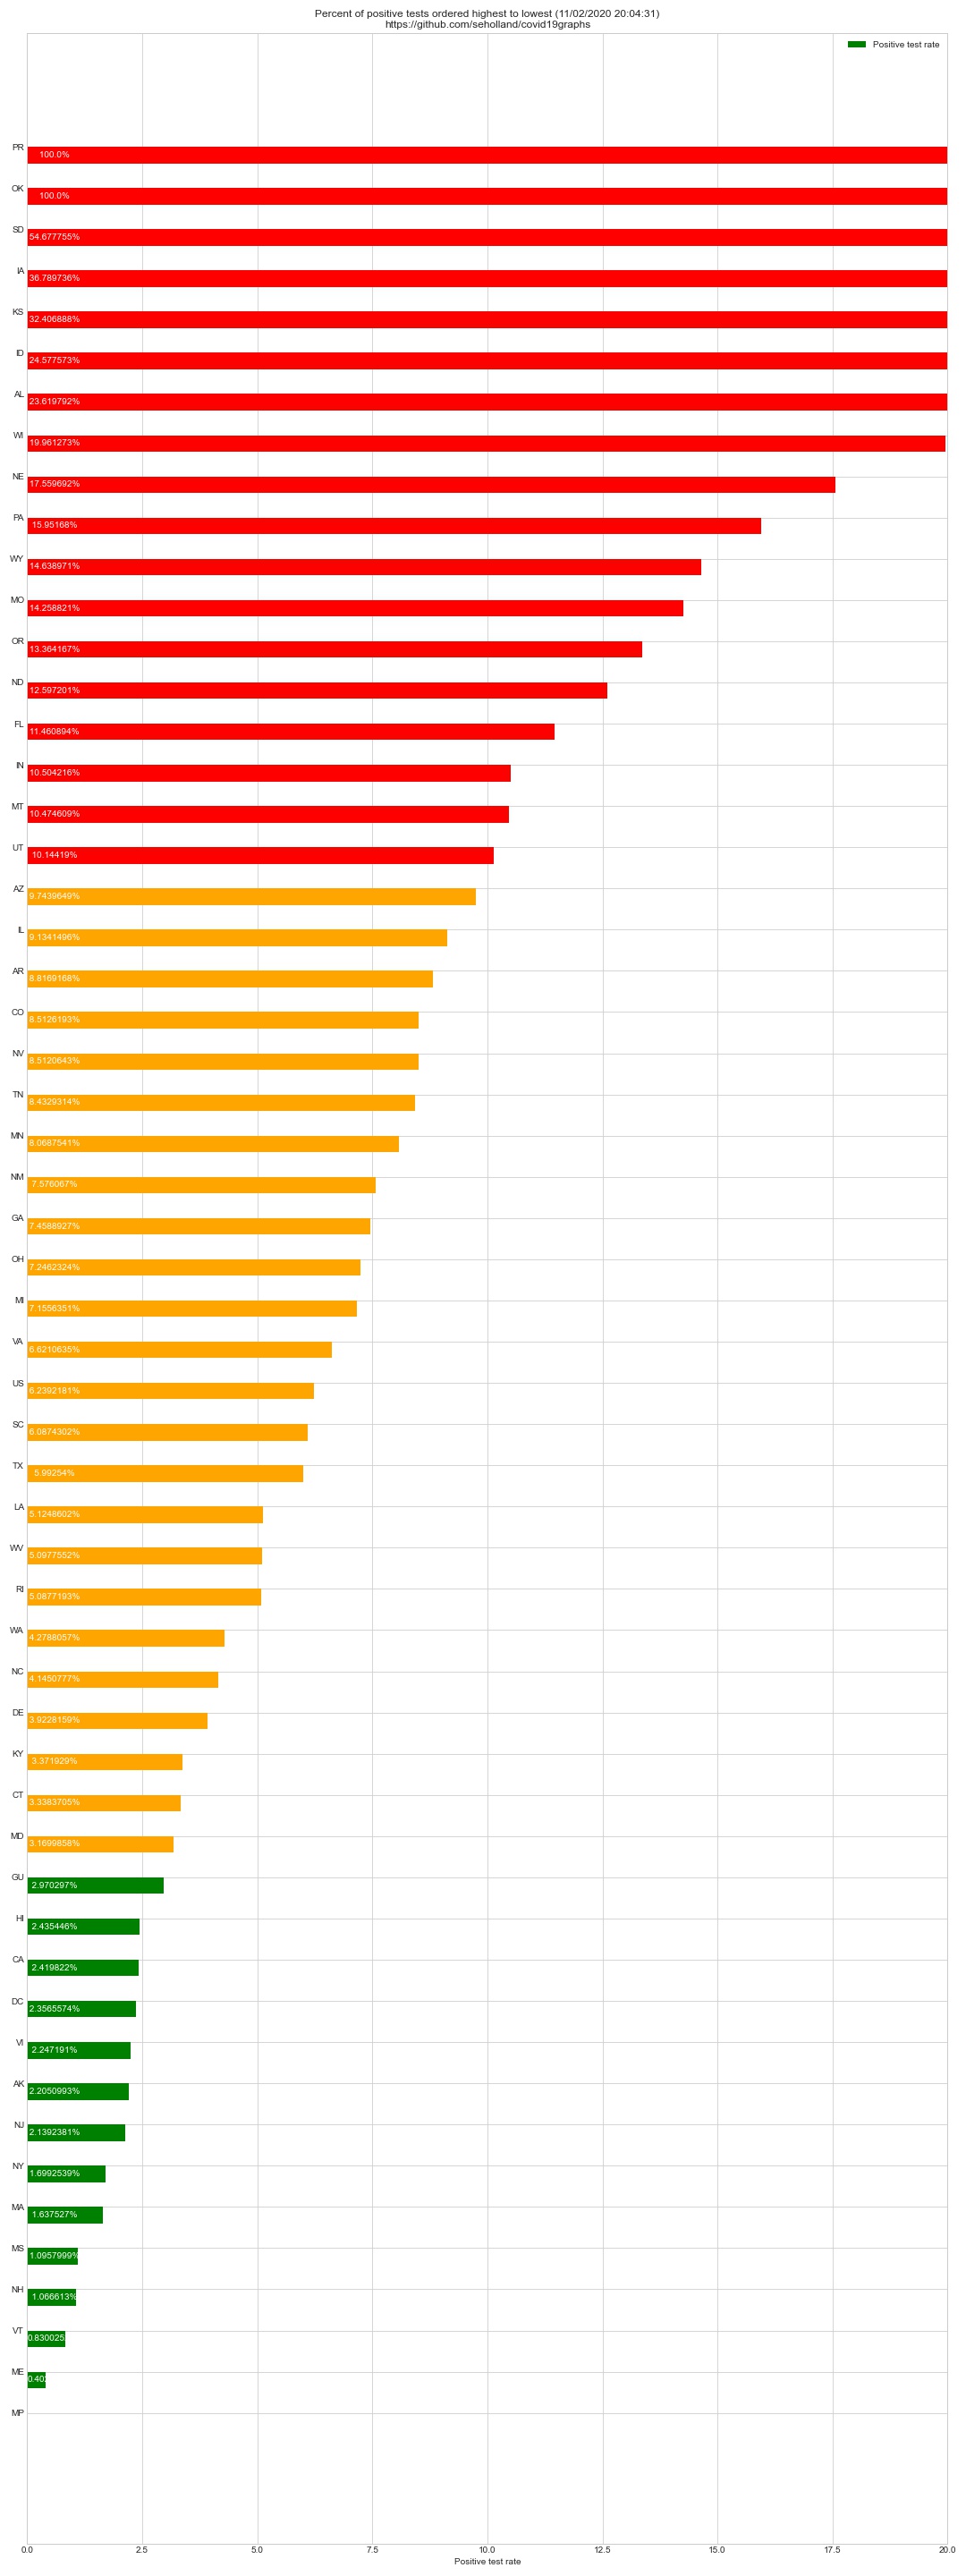 Percent of positive tests ordered highest to lowest (11/02/2020 20:04:31)
https://github.com/seholland/covid19graphs
Positive test rate
PR 100.0%
OK 100.0%
SD 54.677755%
IA 36.789736%
KS 32.406888%
ID 24.577573%
AL 23.619792%
WI 19.961273%
NE 17.559692%
PA 15.95168%
WY 14.638971%
MO 14.258821%
OR 13.364167%
ND 12.597201%
FL 11.460894%
IN 10.504216%
MT 10.474609%
UT 10.14419%
AZ 9.7439649%
IL 9.1341496%
AR 8.8169168%
CO 8.5126193%
NV 8.5120643%
TN 8.4329314%
MN 8.0687541%
NM 7.576067%
GA 7.4588927%
OH 7.2462324%
MI 7.1556351%
VA 6.6210635%
US 6.2392181%
SC 6.0874302%
TX 5.99254%
LA 5.1248602%
WV 5.0977552%
RI 5.0877193%
WA 4.2788057%
NC 4.1450777%
DE 3.9228159%
KY 3.371929%
CT 3.3383705%
MD 3.1699858%
GU 2.970297%
HI 2.435446%
CA 2.419822%
DC 2.3565574%
VI 2.247191%
AK 2.2050993%
NJ 2.1392381%
NY 1.6992539%
MA 1.637527%
MS 1.0957999%
NH 1.066613%
VT 0.830025
ME
MP
0.0 2.5 5.0 7.5 10.0 12.5 15.0 17.5 20.0
Positive test rate